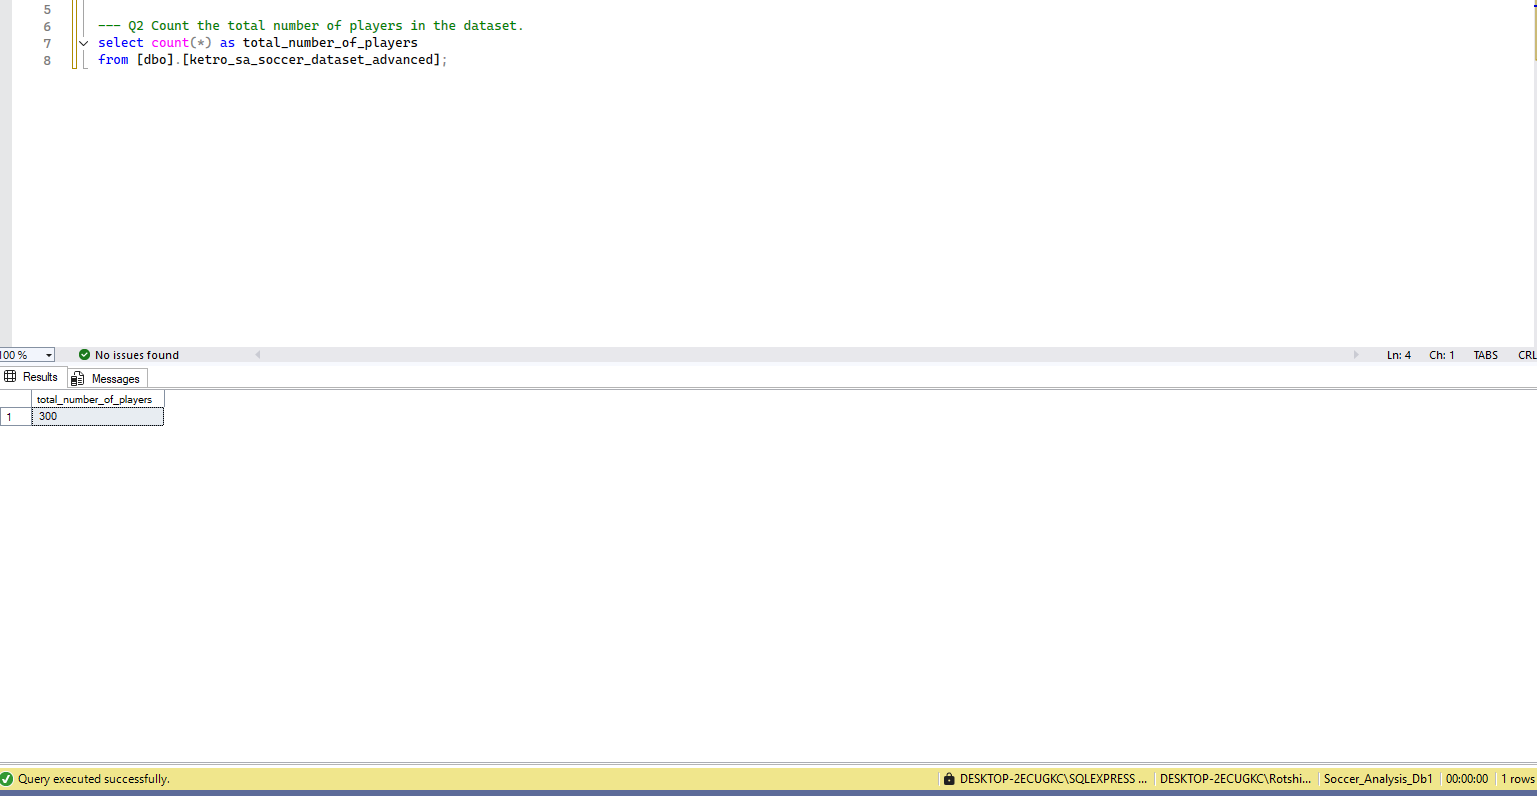 5
6 --- Q2 Count the total number of players in the dataset.
7 select count(*) as total_number_of_players
8 from [dbo].[ketro_sa_soccer_dataset_advanced];
100 % No issues found Ln: 4 Ch: 1 TABS CRL
Results Messages
total_number_of_players
1 300
Query executed successfully. DESKTOP-2ECUGKC\SQLEXPRESS ... DESKTOP-2ECUGKC\Rotshi... Soccer_Analysis_Db1 00:00:00 1 rows